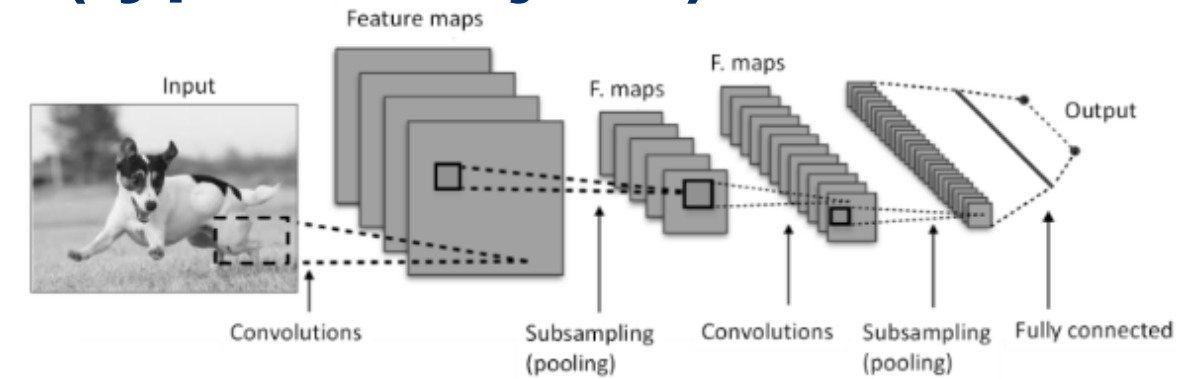 Feature maps
F. maps
Input
F. maps
Output
Convolutions
Subsampling
(pooling)
Convolutions
Subsampling
(pooling)
Fully connected